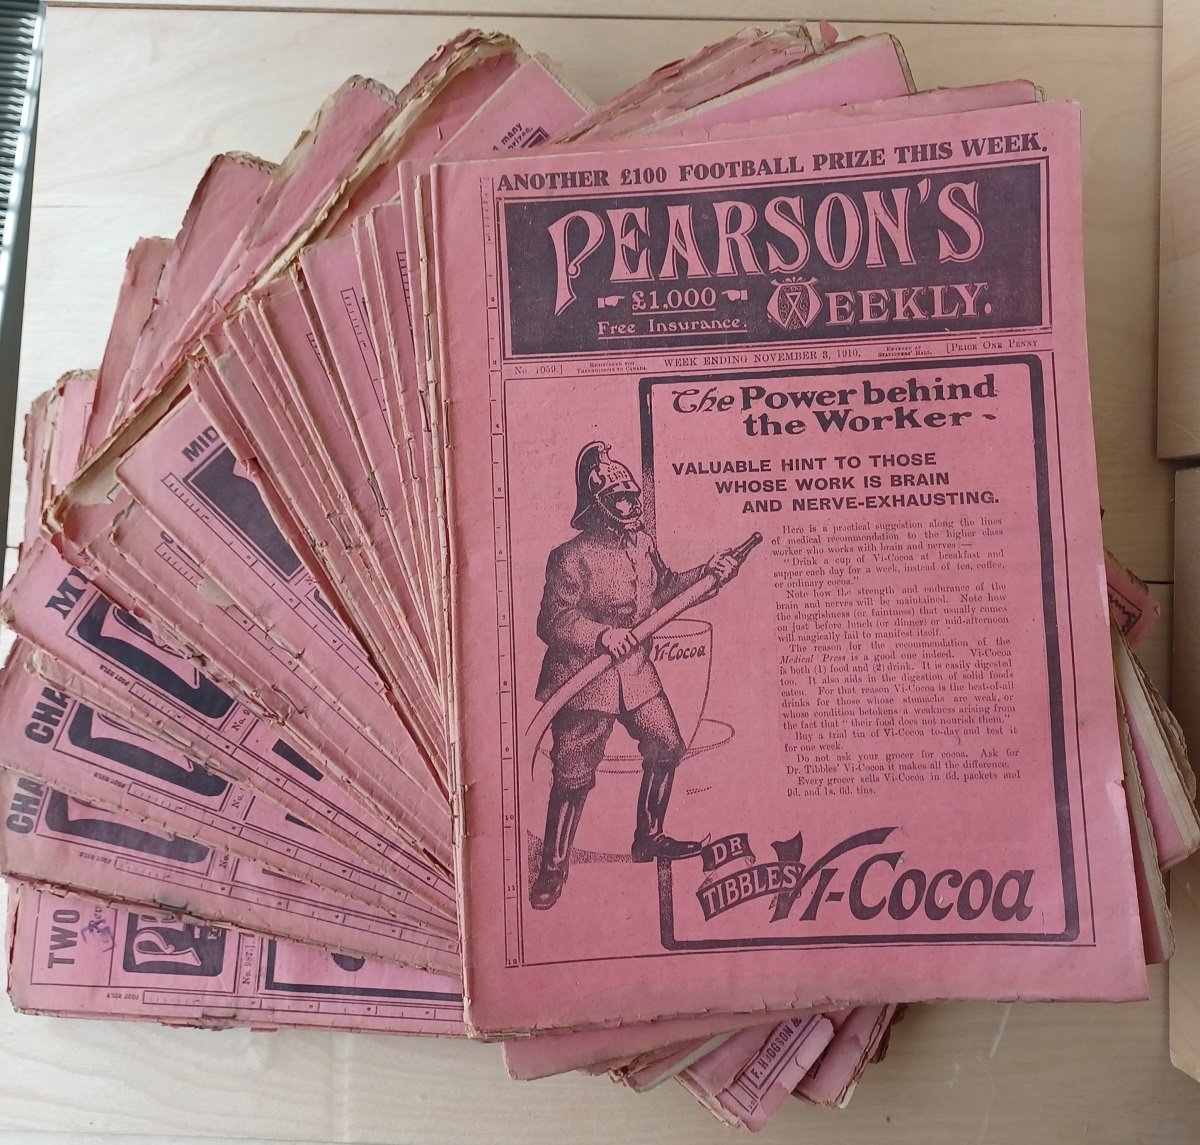 ANOTHER £100 FOOTBALL PRIZE THIS WEEK.
PEARSON'S
£1,000
Free Insurance.
WEEKLY.
No. 1059.]
REGISTERED FOR
TRANSMISSION TO CANADA.
WEEK ENDING NOVEMBER 3, 1910.
ENTERED AT
STATIONERS' HALL.
[PRICE ONE PENNY
The Power behind
the Worker
VALUABLE HINT TO THOSE
WHOSE WORK IS BRAIN
AND NERVE-EXHAUSTING.
Here is a practical suggestion along the lines
of medical recommendation to the higher class
worker who works with brain and nerves:—
"Drink a cup of Vi-Cocoa at breakfast and
supper each day for a week, instead of tea, coffee,
or ordinary cocoa."
Note how the strength and endurance of the
brain and nerves will be maintained. Note how
the sluggishness (or faintness) that usually comes
on just before lunch (or dinner) or mid-afternoon
will magically fail to manifest itself.
The reason for the recommendation of the
Medical Press is a good one indeed. Vi-Cocoa
is both (1) food and (2) drink. It is easily digested
too. It also aids in the digestion of solid foods
eaten. For that reason Vi-Cocoa is the best-of-all
drinks for those whose stomachs are weak, or
whose condition betokens a weakness arising from
the fact that "their food does not nourish them."
Buy a trial tin of Vi-Cocoa to-day and test it
for one week.
Do not ask your grocer for cocoa. Ask for
Dr. Tibbles' Vi-Cocoa it makes all the difference.
Every grocer sells Vi-Cocoa in 6d. packets and
9d. and 1s. 6d. tins.
Vi-Cocoa
DR
TIBBLES'
Vi-Cocoa
many
MID
MI
CHA
CHA
TWO
No. 987.]
F. HODGSON &